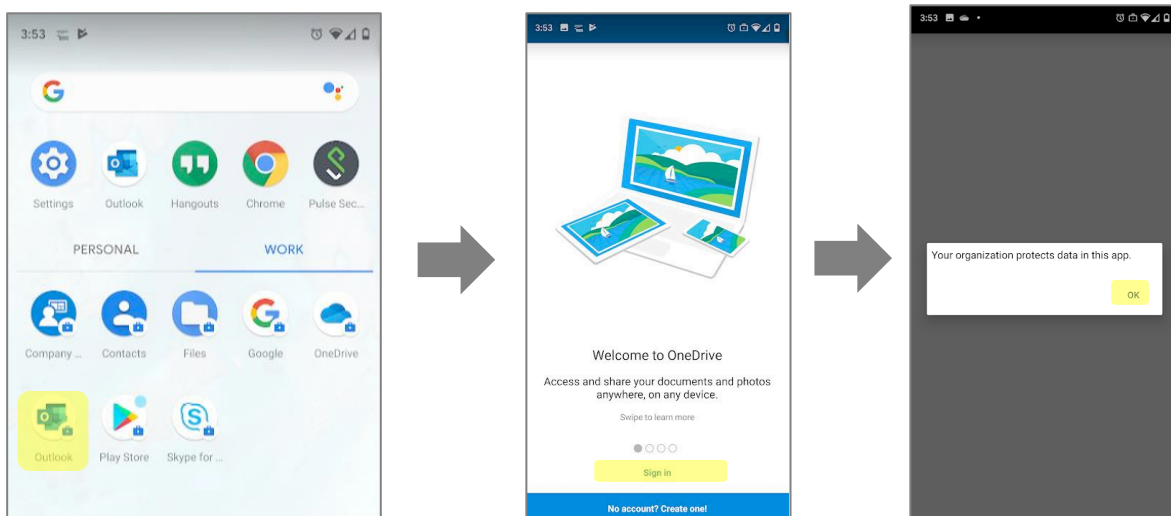 3:53
Settings Outlook Hangouts Chrome Pulse Sec...
PERSONAL WORK
Company ... Contacts Files Google OneDrive
Outlook Play Store Skype for ...
3:53
Welcome to OneDrive
Access and share your documents and photos
anywhere, on any device.
Swipe to learn more
Sign in
No account? Create one!
3:53
Your organization protects data in this app.
OK